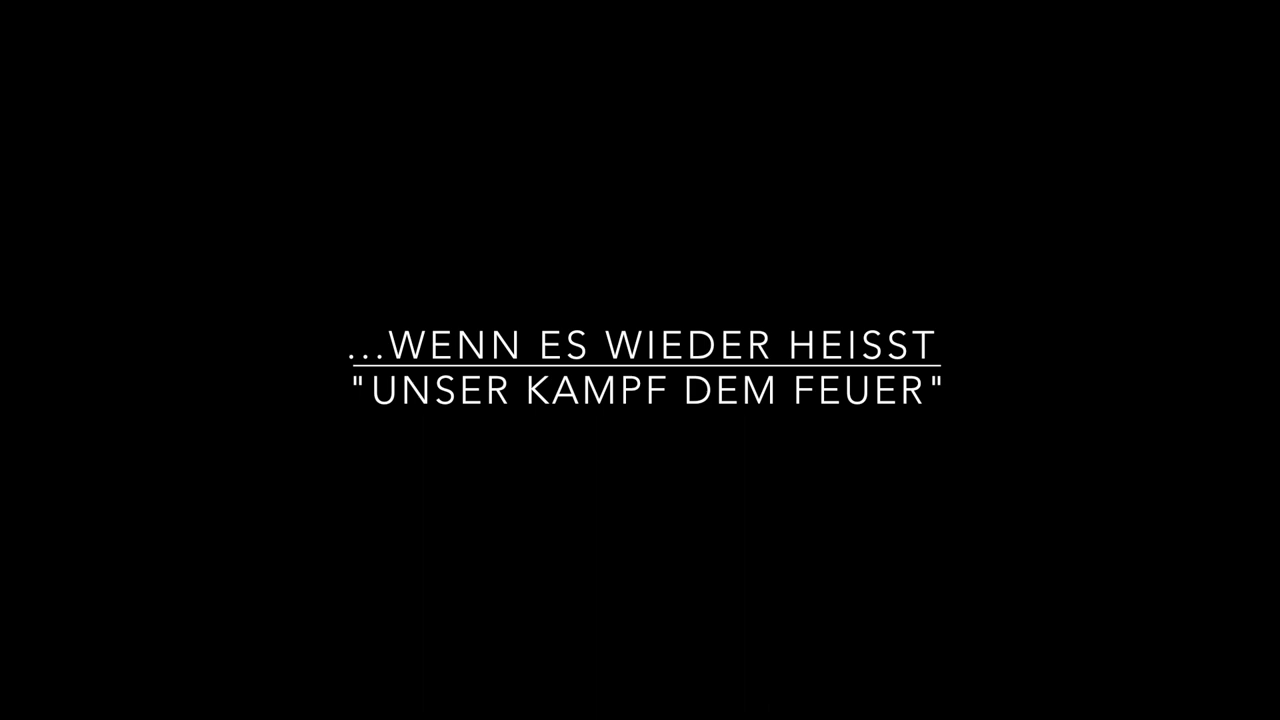 ...WENN ES WIEDER HEISST
"UNSER KAMPF DEM FEUER"